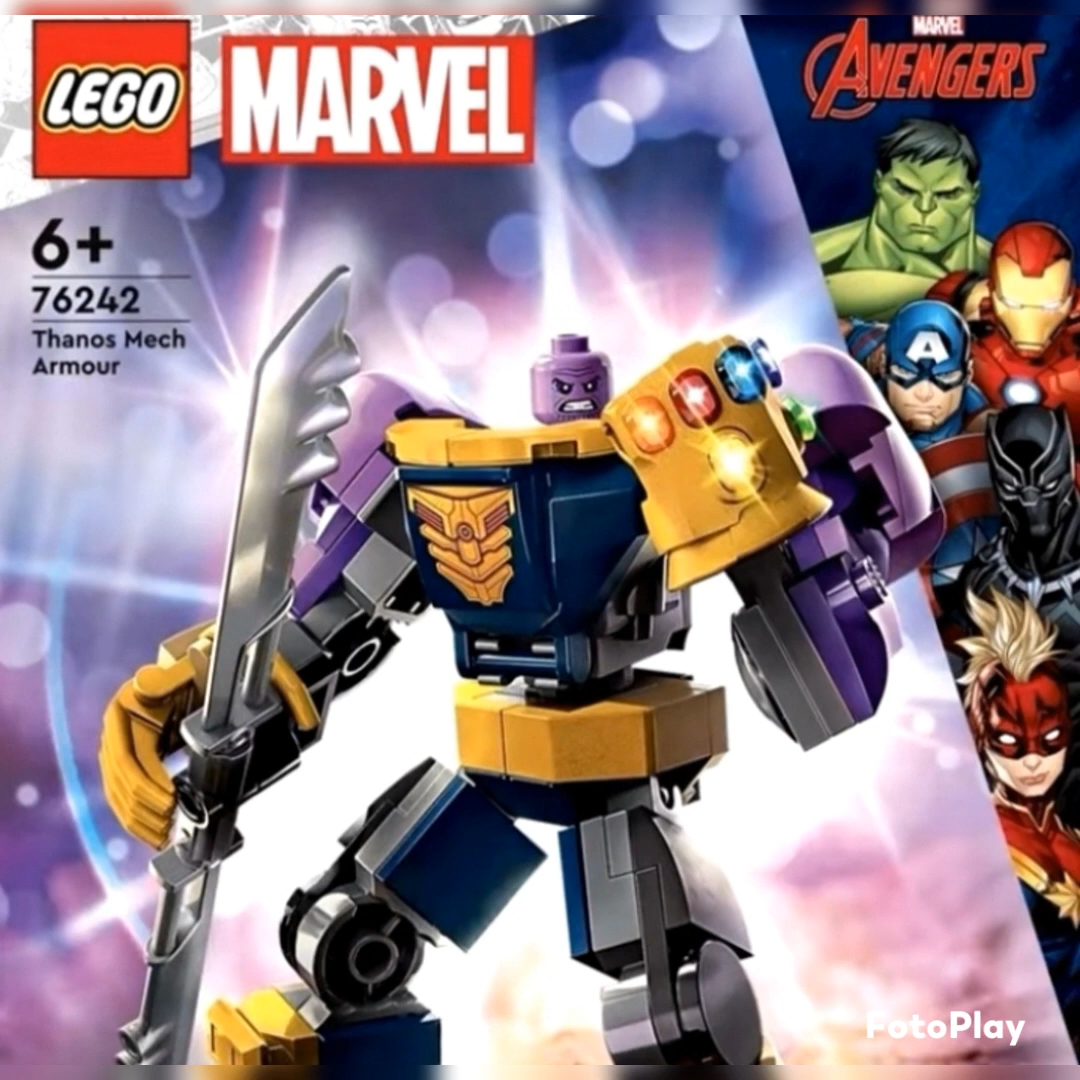 LEGO
MARVEL
MARVEL
AVENGERS
6+
76242
Thanos Mech
Armour
A
FotoPlay